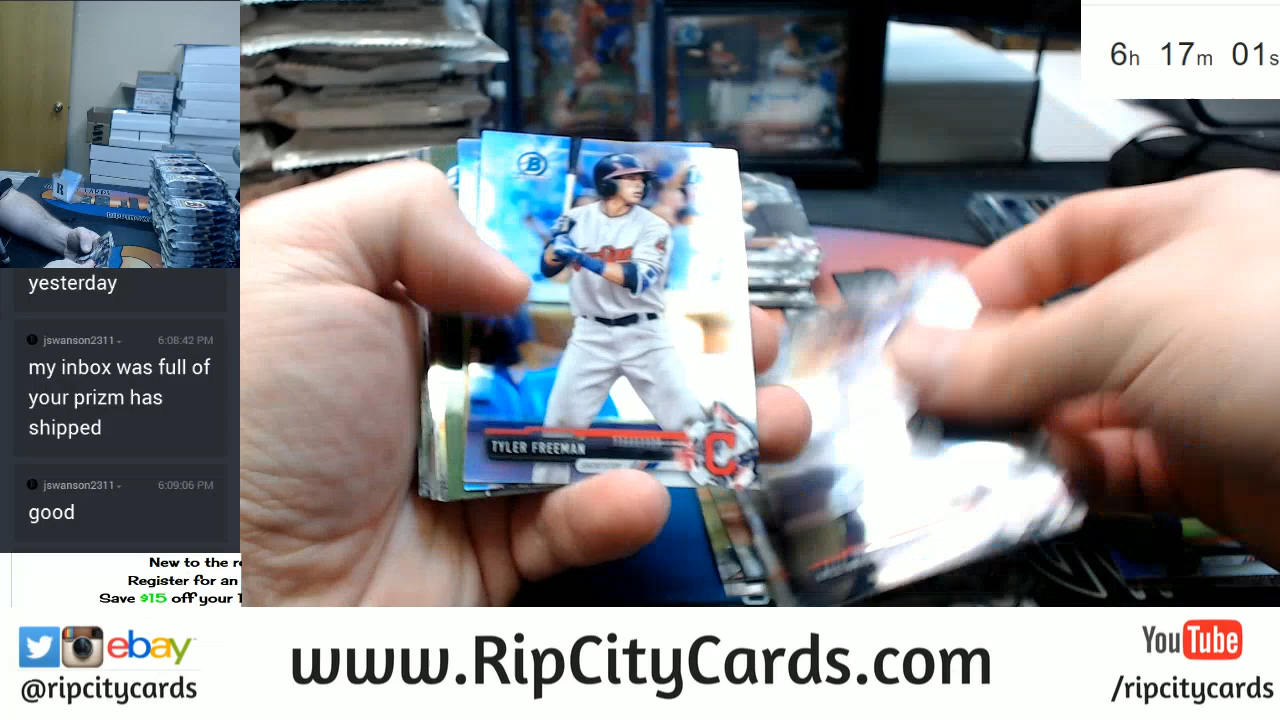 6h 17m 01s
yesterday
jswanson2311 6:08:42 PM
my inbox was full of
your prizm has
shipped
jswanson2311 6:09:06 PM
good
New to the
Register for an
Save $15 off your
B
TYLER FREEMAN
C
ebay
@ripcitycards
www.RipCityCards.com
YouTube
/ripcitycards